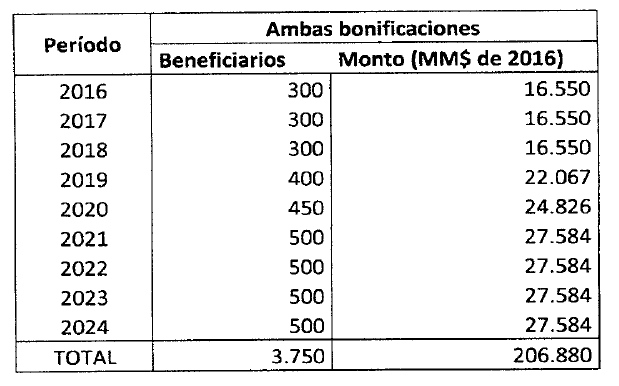 Período Ambas bonificaciones
Beneficiarios Monto (MM$ de 2016)
2016 300 16.550
2017 300 16.550
2018 300 16.550
2019 400 22.067
2020 450 24.826
2021 500 27.584
2022 500 27.584
2023 500 27.584
2024 500 27.584
TOTAL 3.750 206.880